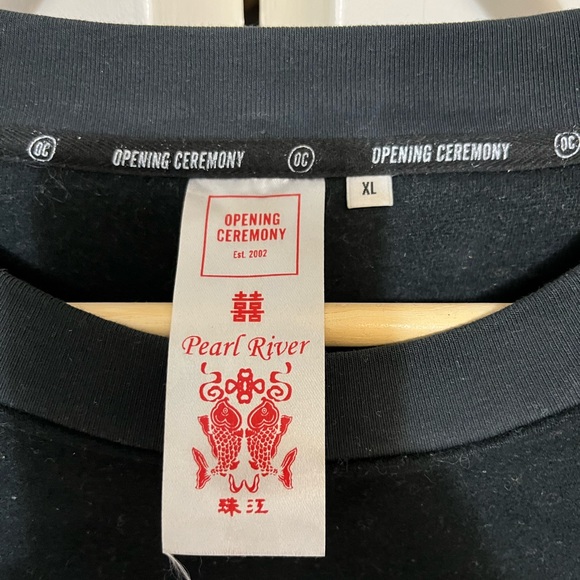 OC OPENING CEREMONY OC OPENING CEREMONY OC
XL
OPENING
CEREMONY
Est. 2002
囍
Pearl River
珠江